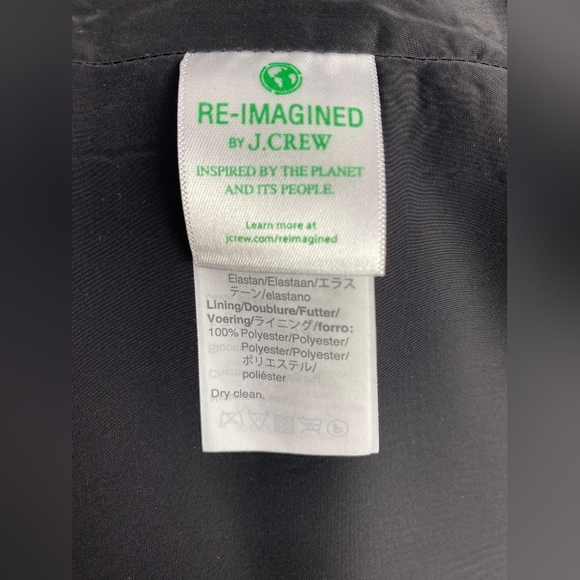 RE-IMAGINED
BY J.CREW
INSPIRED BY THE PLANET
AND ITS PEOPLE.
Learn more at
jcrew.com/reimagined
Elastan/Elastaan/エラス
テーン/elastano
Lining/Doublure/Futter/
Voering/ライニング/forro:
100% Polyester/Polyester/
Polyester/Polyester/
ポリエステル/
poliéster
Dry clean.